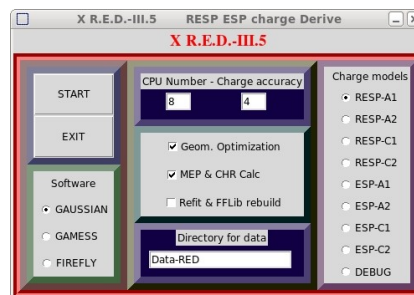 X R.E.D.-III.5 RESP ESP charge Derive
X R.E.D.-III.5
START
EXIT
Software
GAUSSIAN
GAMESS
FIREFLY
CPU Number - Charge accuracy
8 4
Geom. Optimization
MEP & CHR Calc
Refit & FFLib rebuild
Directory for data
Data-RED
Charge models
RESP-A1
RESP-A2
RESP-C1
RESP-C2
ESP-A1
ESP-A2
ESP-C1
ESP-C2
DEBUG